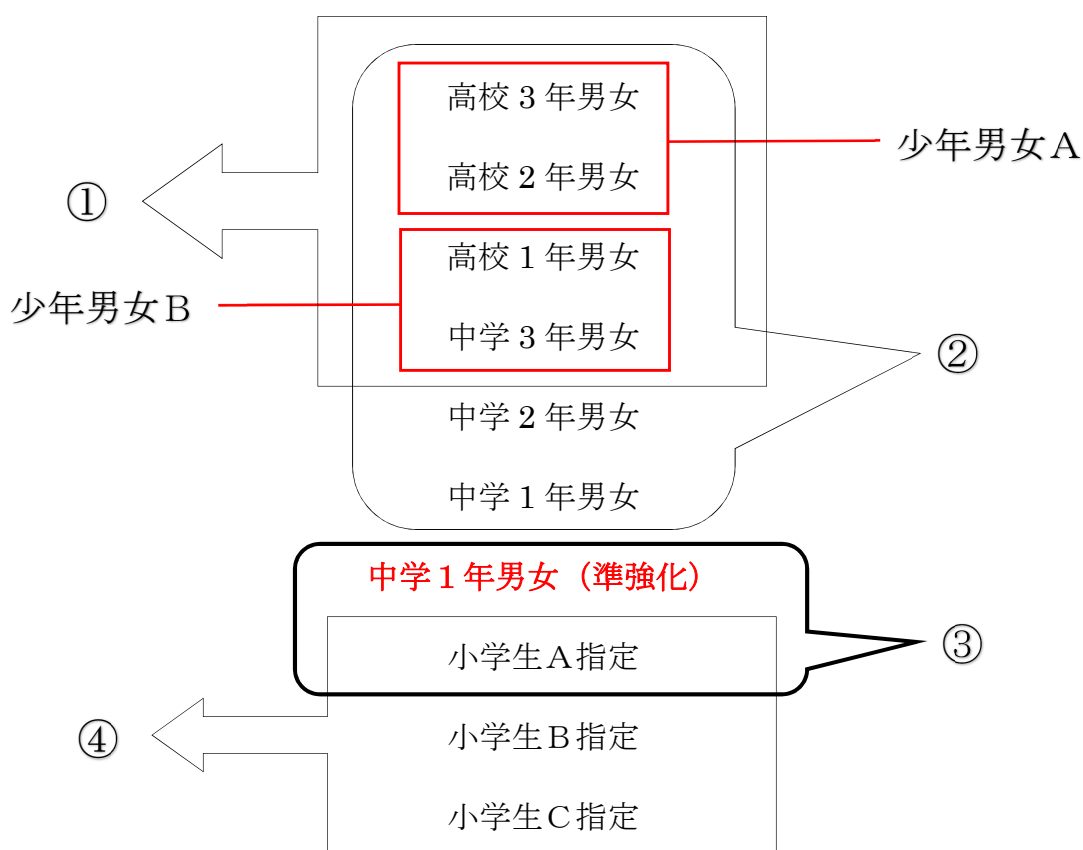 高校3年男女
少年男女A
高校2年男女
①
高校1年男女
少年男女B
中学3年男女
②
中学2年男女
中学1年男女
中学1年男女(準強化)
小学生A指定
③
小学生B指定
④
小学生C指定